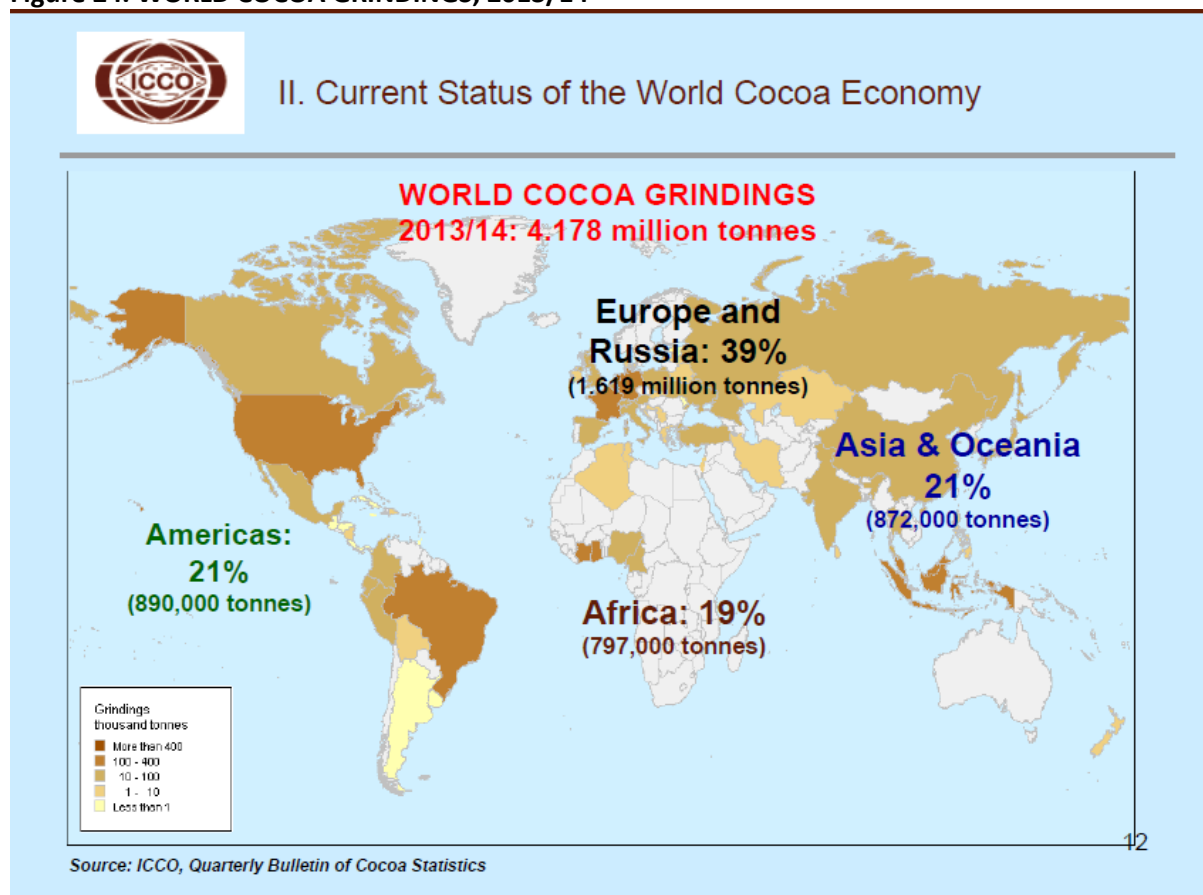 ICCO
II. Current Status of the World Cocoa Economy
WORLD COCOA GRINDINGS
2013/14: 4.178 million tonnes
Europe and
Russia: 39%
(1.619 million tonnes)
Asia & Oceania
21%
(872,000 tonnes)
Americas:
21%
(890,000 tonnes)
Africa: 19%
(797,000 tonnes)
Grindings
thousand tonnes
More than 400
100 - 400
10 - 100
1 - 10
Less than 1
12
Source: ICCO, Quarterly Bulletin of Cocoa Statistics